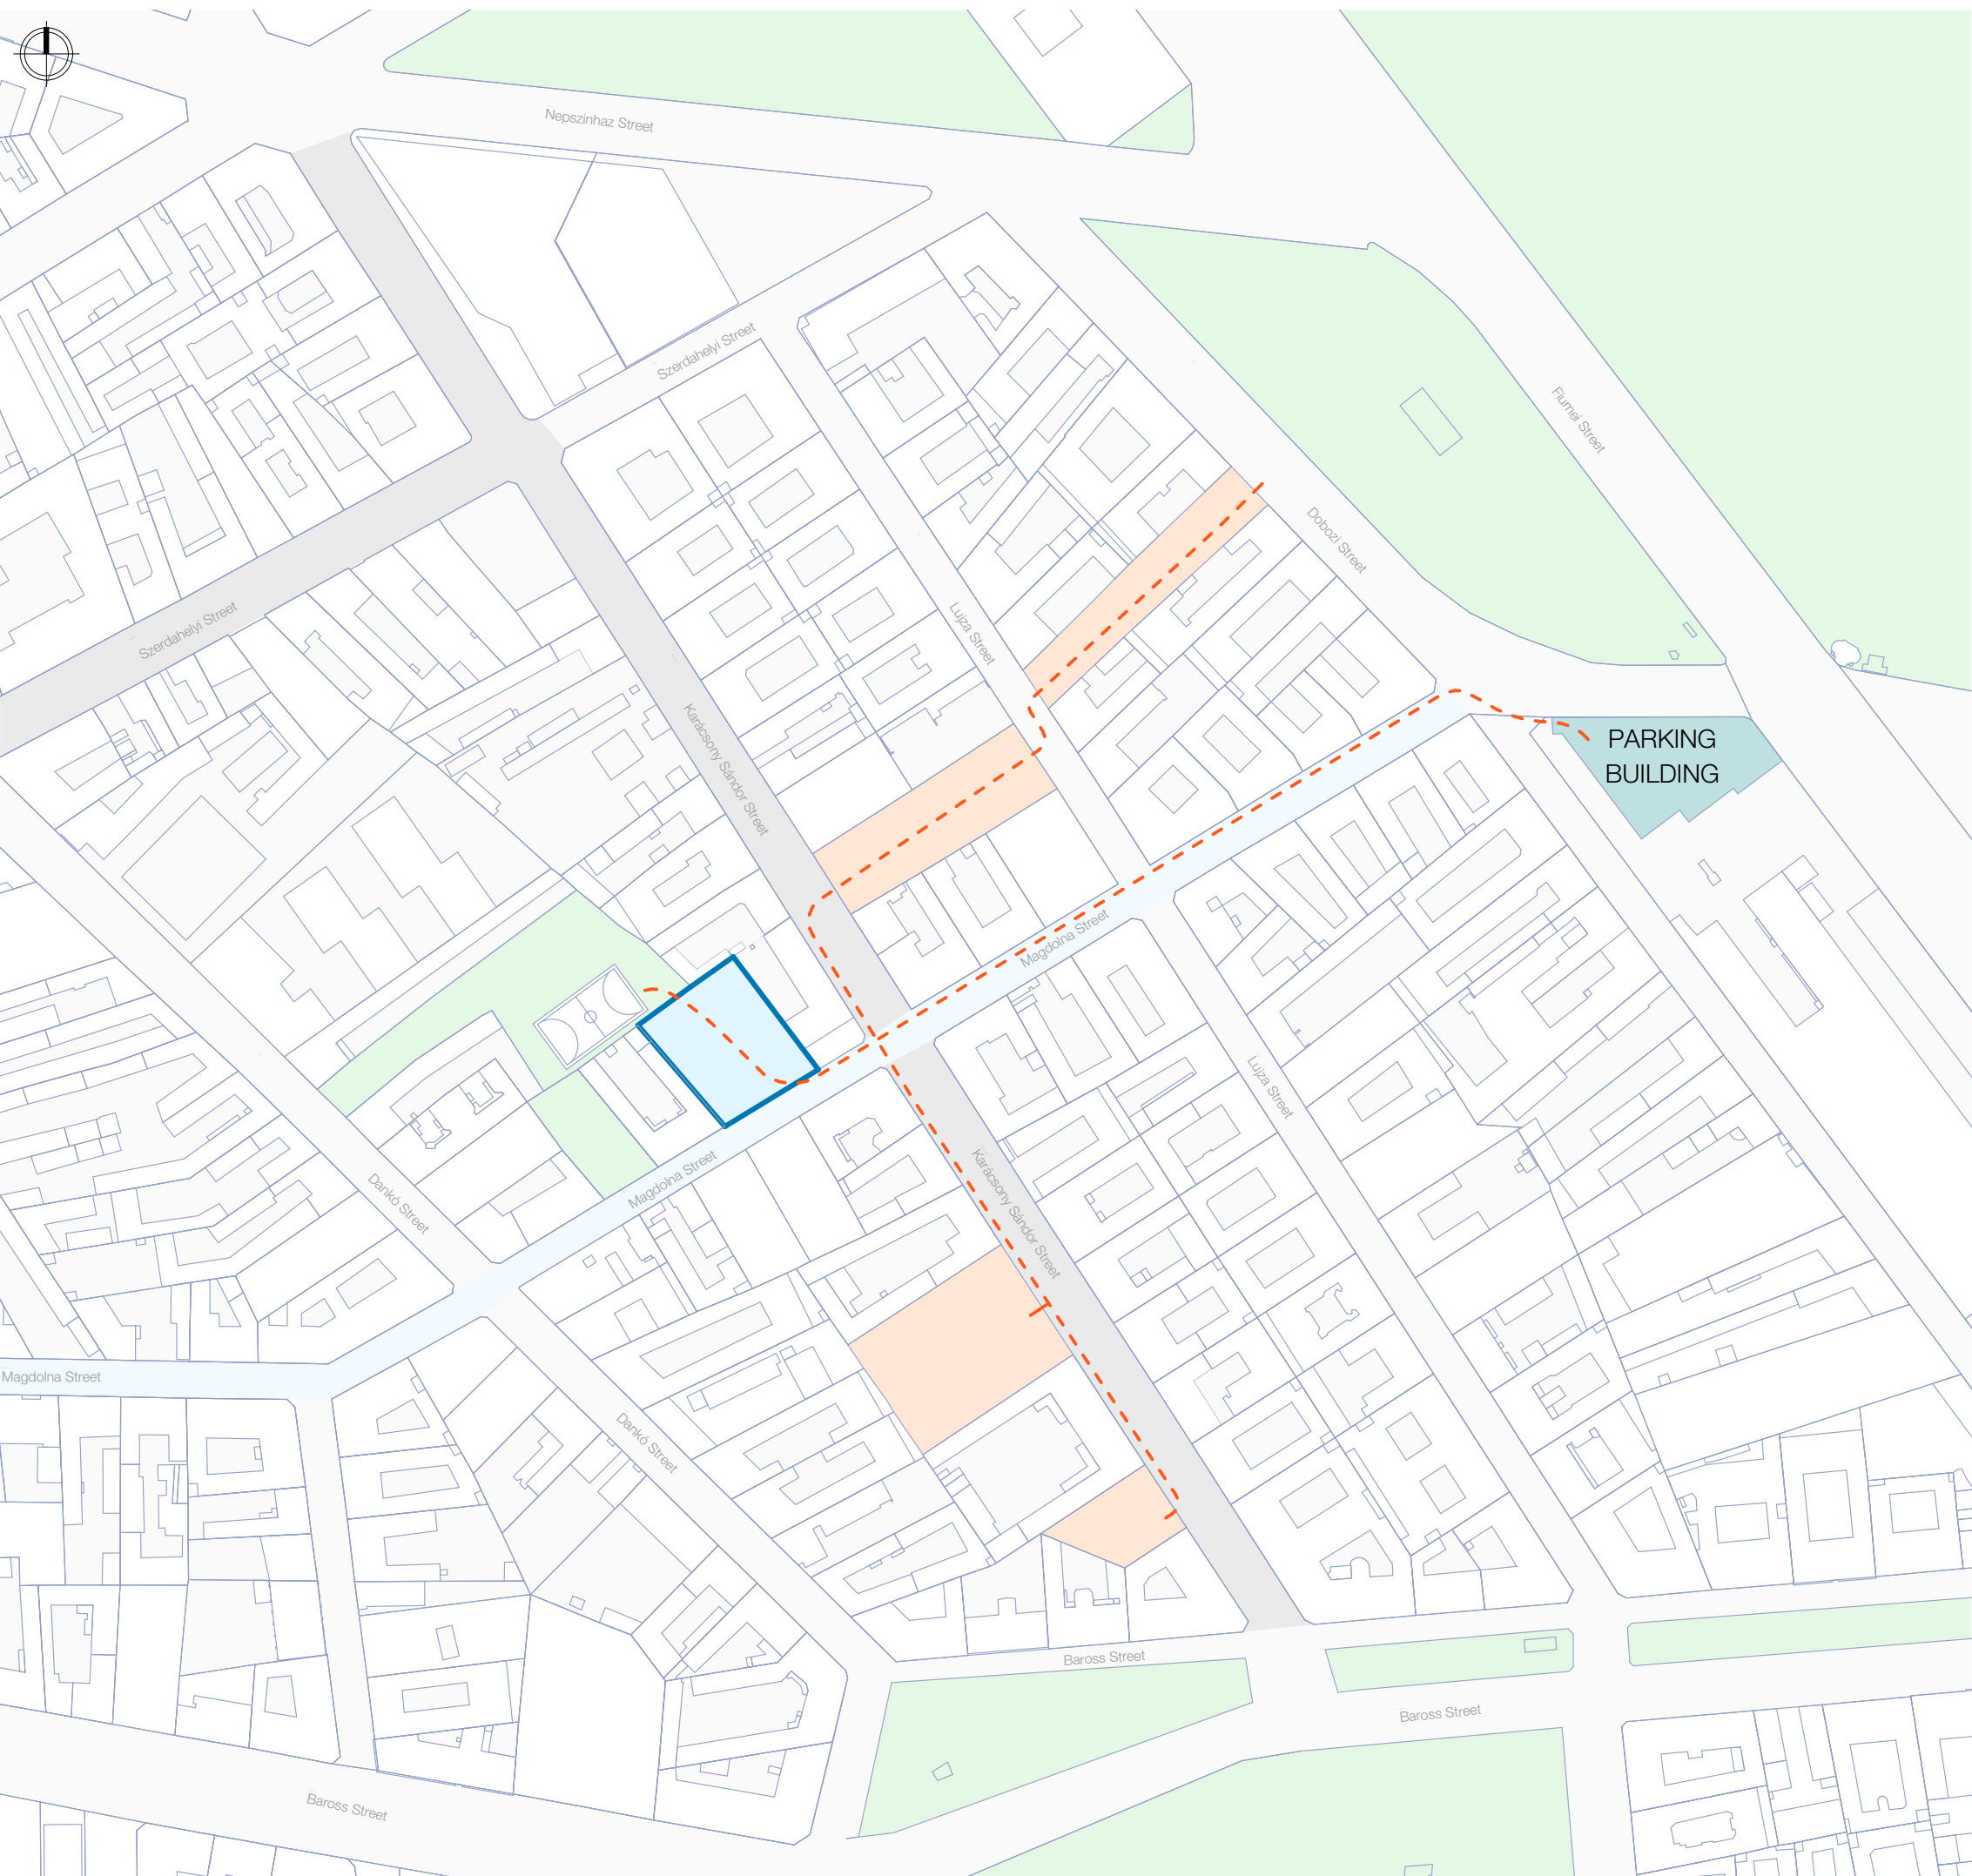 Nepszinhaz Street
Szerdahelyi Street
Fiumei Street
Dobozi Street
Szerdahelyi Street
Lujza Street
Karácsony Sándor Street
PARKING
BUILDING
Magdolna Street
Lujza Street
Magdolna Street
Karácsony Sándor Street
Dankó Street
Magdolna Street
Dankó Street
Baross Street
Baross Street
Baross Street